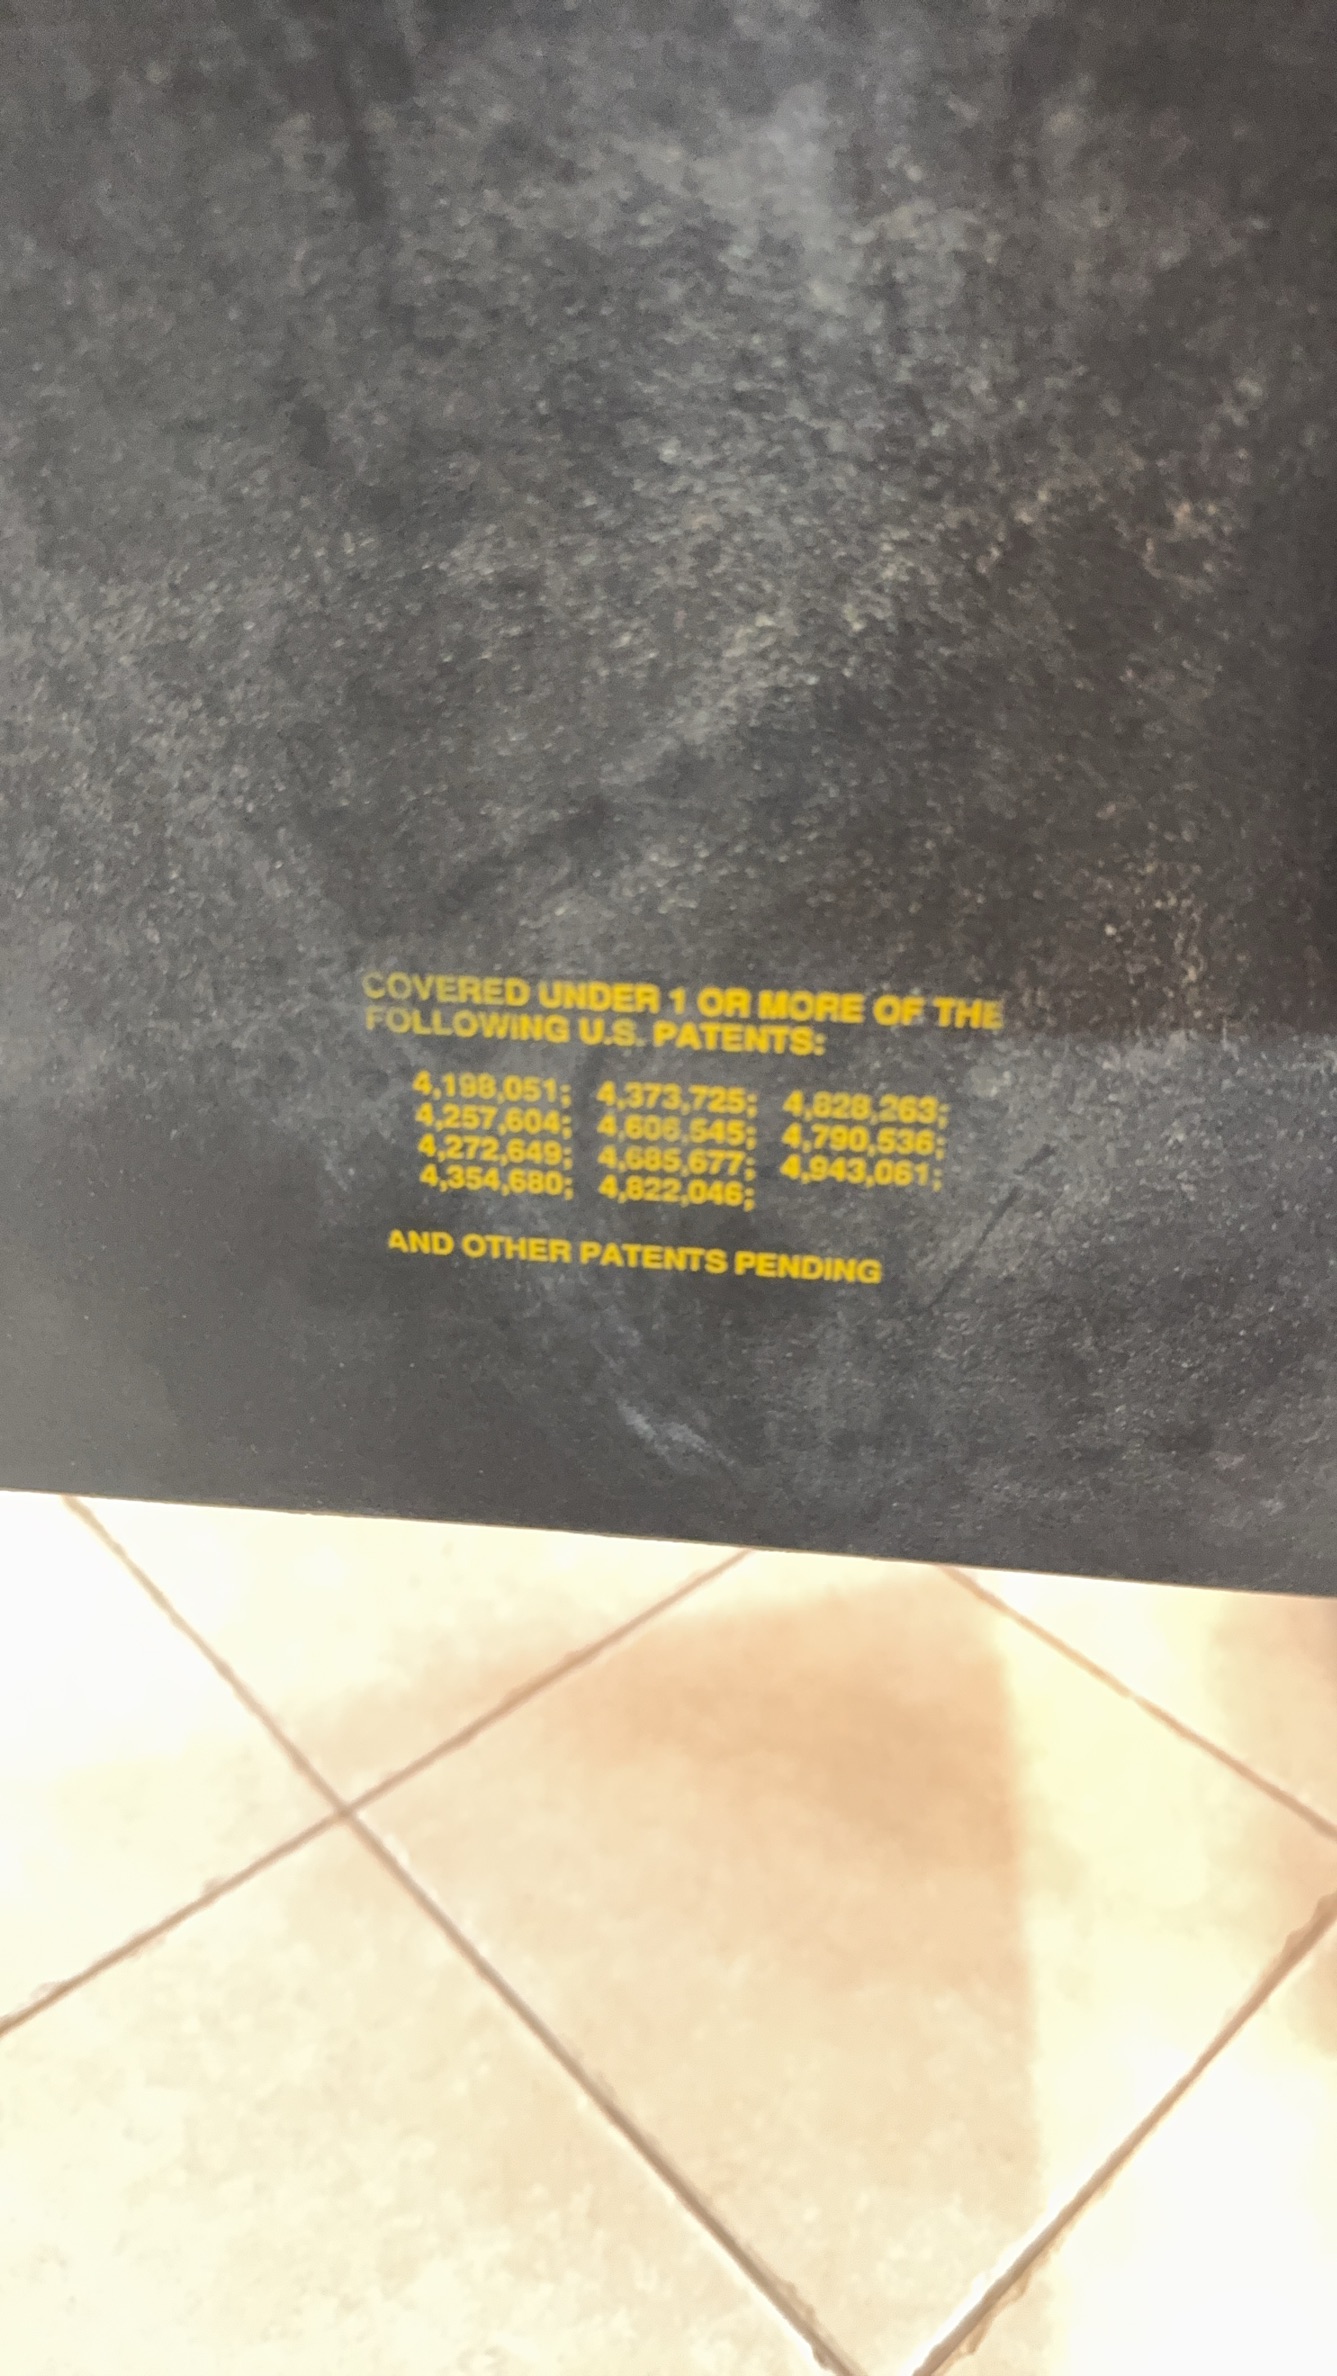 COVERED UNDER 1 OR MORE OF THE
FOLLOWING U.S. PATENTS:
4,198,051; 4,373,725; 4,828,263;
4,257,604; 4,606,545; 4,790,536;
4,272,649; 4,685,677; 4,943,061;
4,354,680; 4,822,046;
AND OTHER PATENTS PENDING